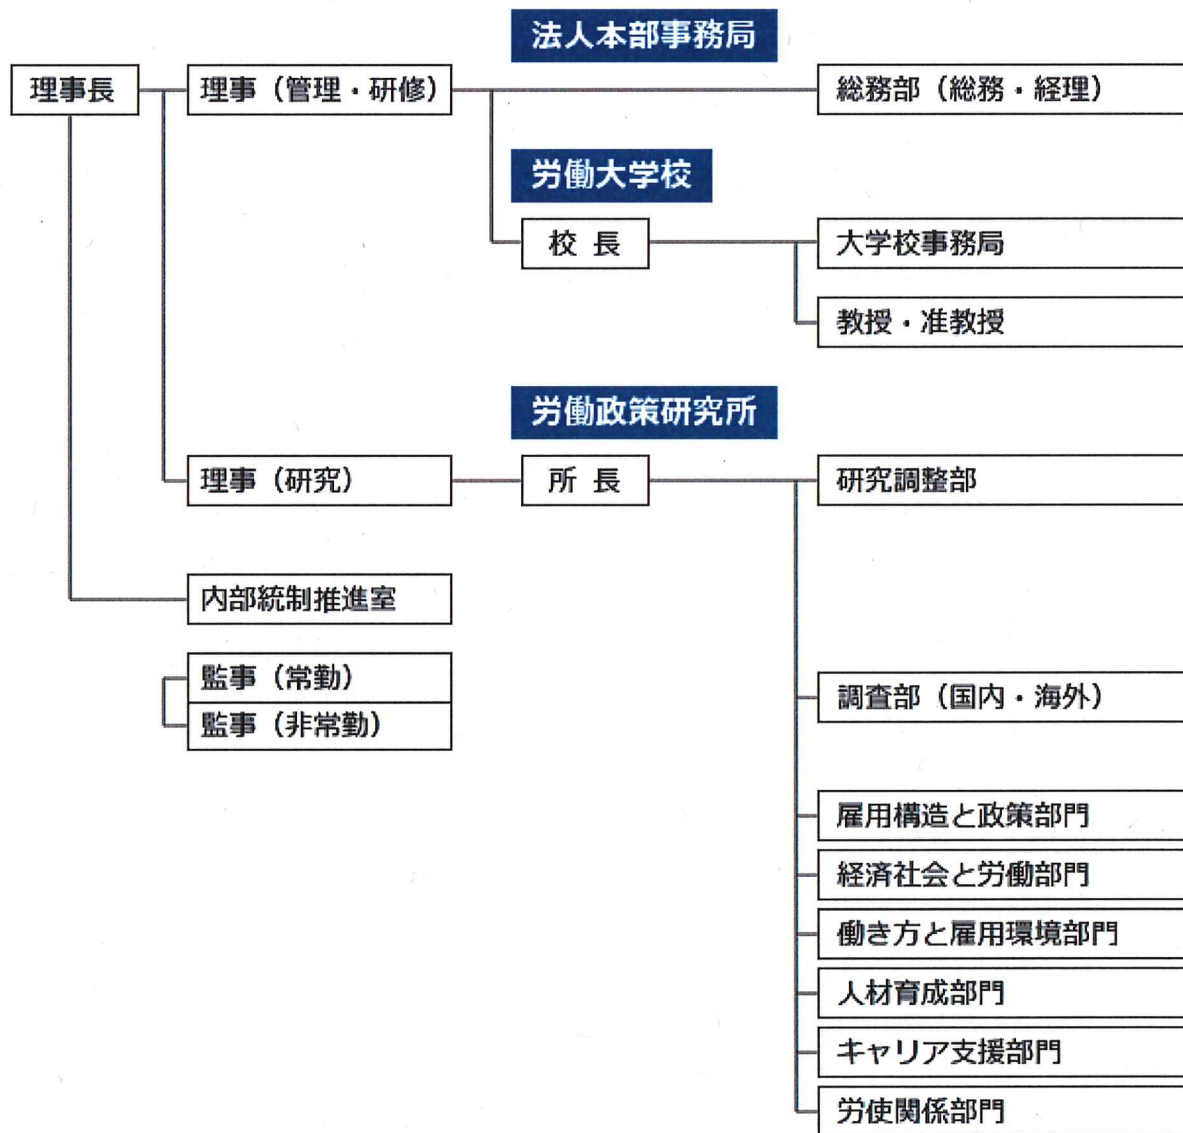 法人本部事務局
理事長
理事（管理・研修）
総務部（総務・経理）
労働大学校
校 長
大学校事務局
教授・准教授
労働政策研究所
理事（研究）
所 長
研究調整部
内部統制推進室
監事（常勤）
監事（非常勤）
調査部（国内・海外）
雇用構造と政策部門
経済社会と労働部門
働き方と雇用環境部門
人材育成部門
キャリア支援部門
労使関係部門